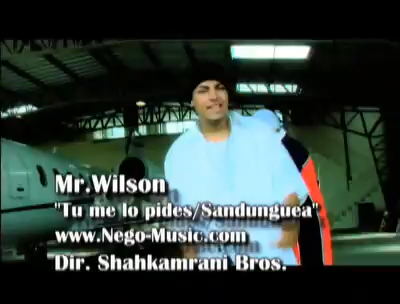 Mr.Wilson
"Tu me lo pides/Sandunguea"
www.Nego-Music.com
Dir. Shahkamrani Bros.